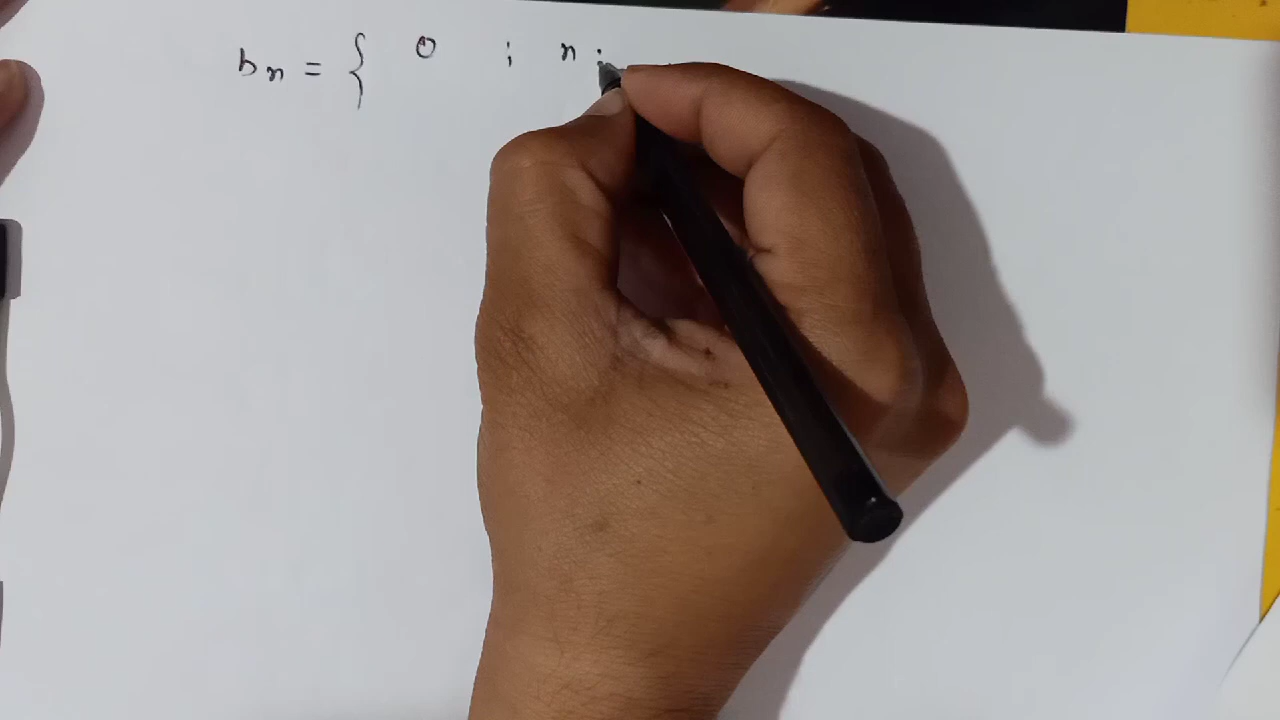 bn = { 0 ; n :